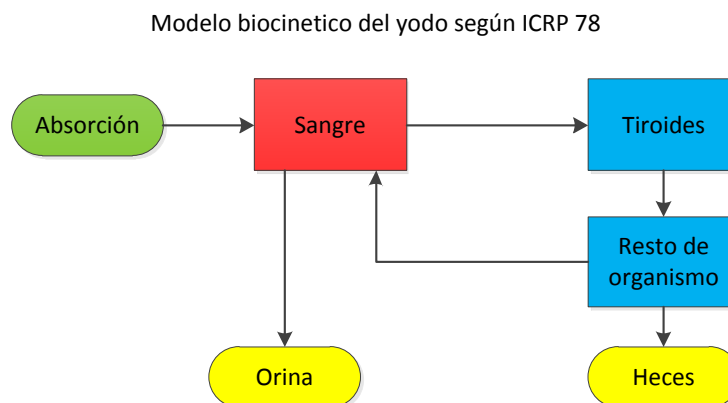 Modelo biocinetico del yodo según ICRP 78
Absorción
Sangre
Tiroides
Resto de
organismo
Orina
Heces